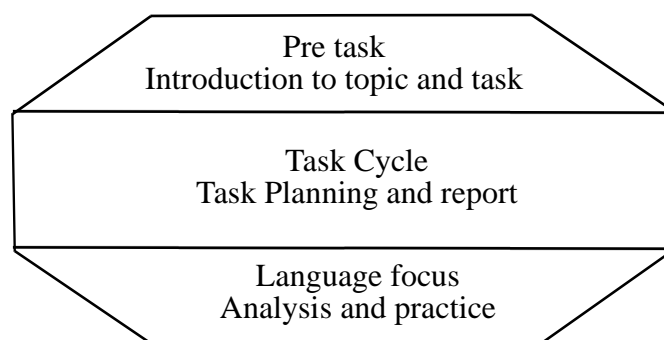 Pre task
Introduction to topic and task
Task Cycle
Task Planning and report
Language focus
Analysis and practice